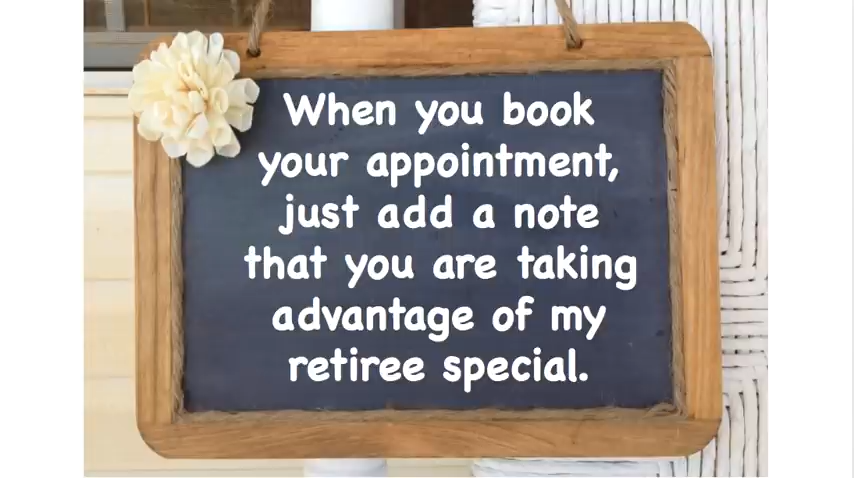 When you book
your appointment,
just add a note
that you are taking
advantage of my
retiree special.